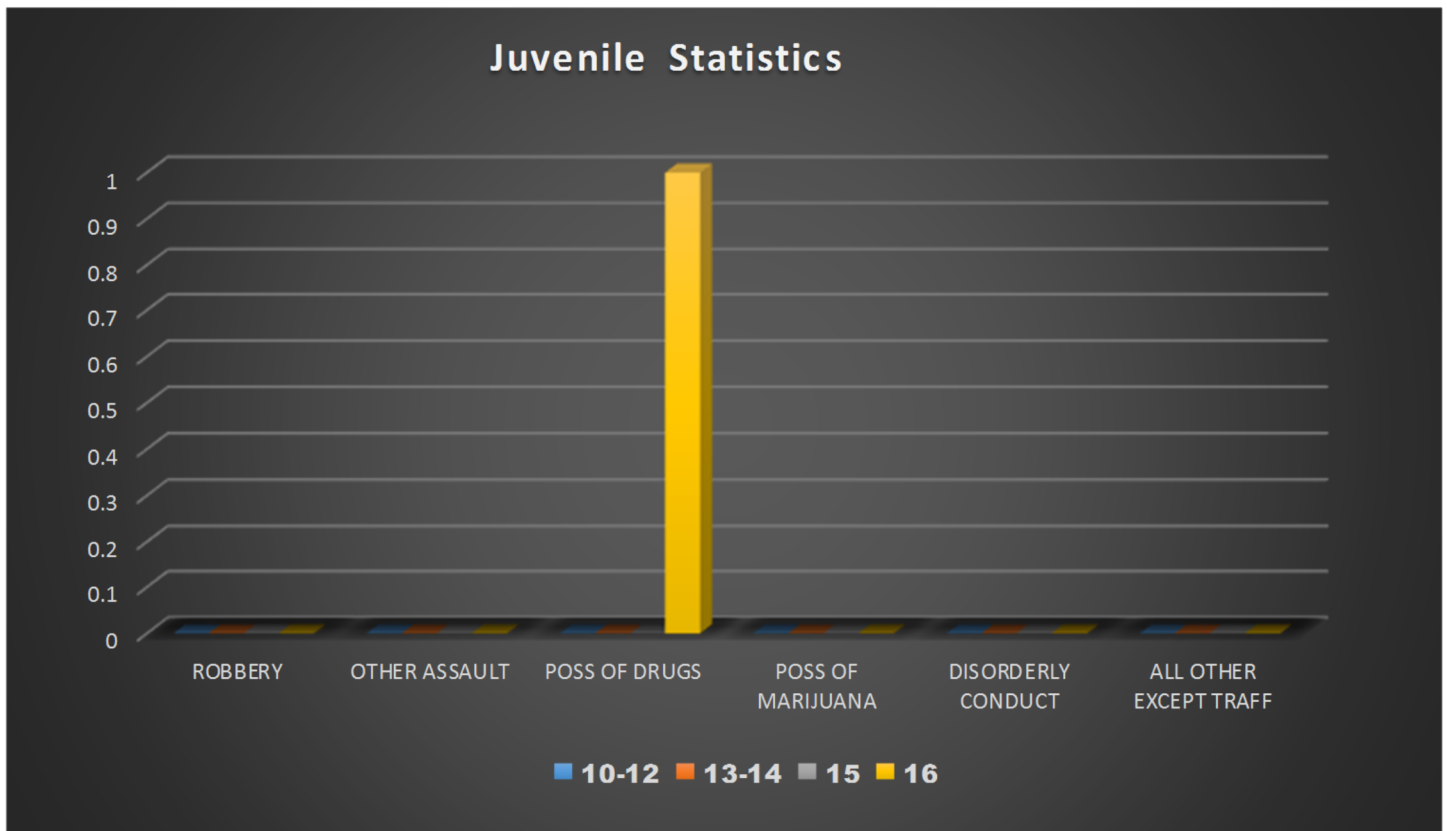 Juvenile Statistics
1
0.9
0.8
0.7
0.6
0.5
0.4
0.3
0.2
0.1
0
ROBBERY
OTHER ASSAULT
POSS OF DRUGS
POSS OF
MARIJUANA
DISORDERLY
CONDUCT
ALL OTHER
EXCEPT TRAFF
10-12 13-14 15 16